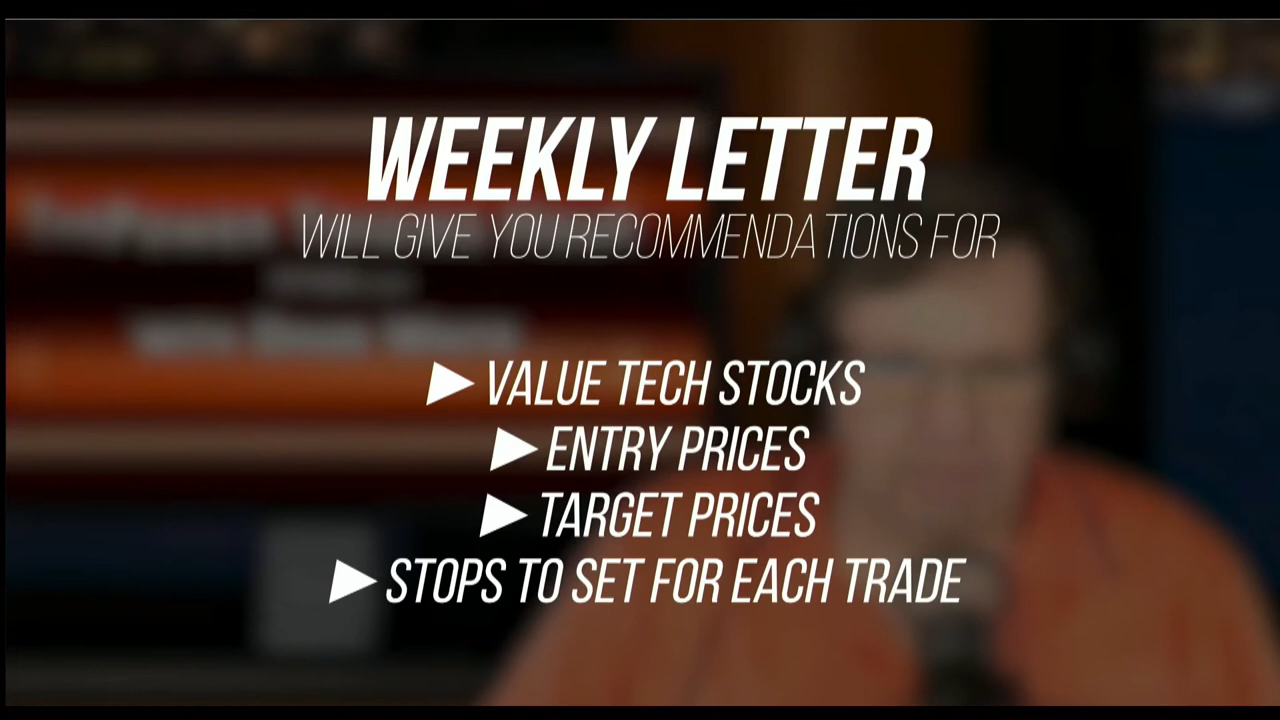 WEEKLY LETTER
WILL GIVE YOU RECOMMENDATIONS FOR
▶ VALUE TECH STOCKS
▶ ENTRY PRICES
▶ TARGET PRICES
▶ STOPS TO SET FOR EACH TRADE